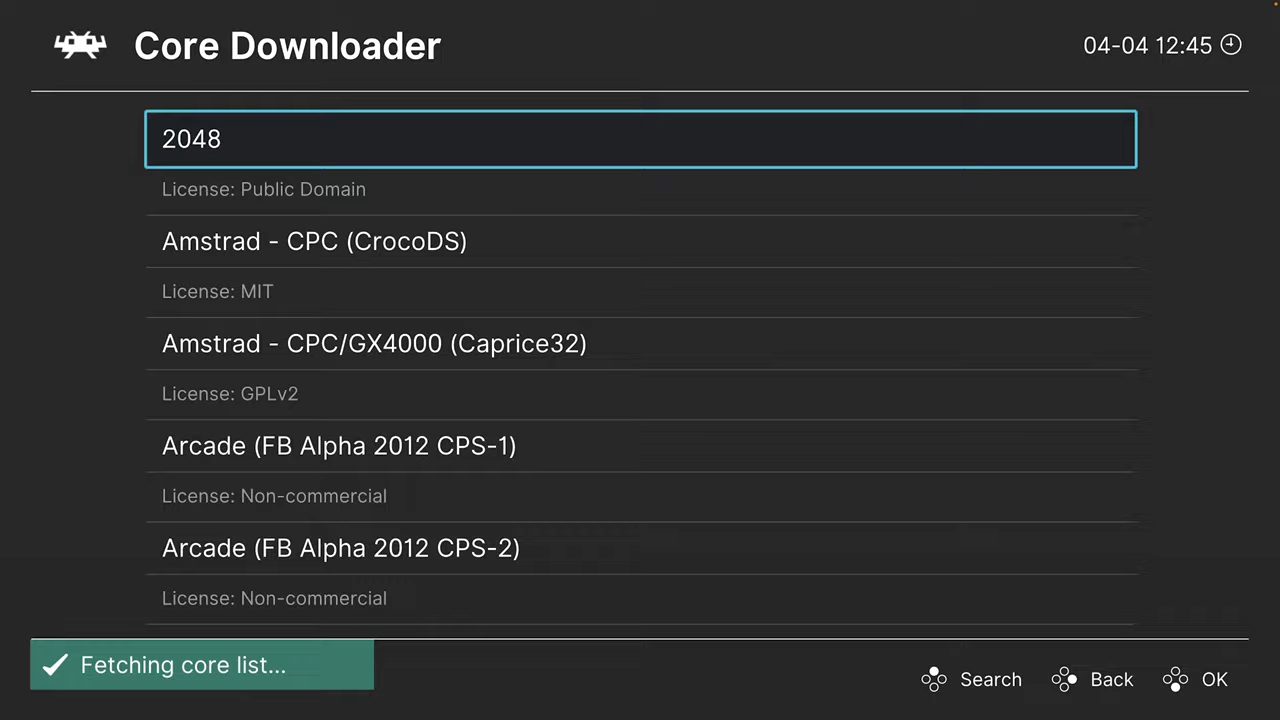 Core Downloader
04-04 12:45
2048
License: Public Domain
Amstrad - CPC (CrocoDS)
License: MIT
Amstrad - CPC/GX4000 (Caprice32)
License: GPLv2
Arcade (FB Alpha 2012 CPS-1)
License: Non-commercial
Arcade (FB Alpha 2012 CPS-2)
License: Non-commercial
Fetching core list...
Search Back OK